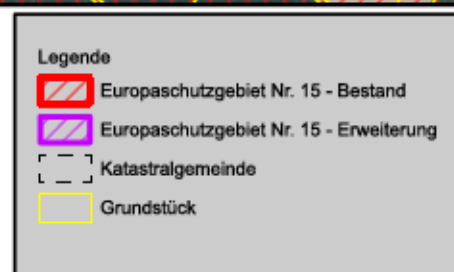 Legende
Europaschutzgebiet Nr. 15 - Bestand
Europaschutzgebiet Nr. 15 - Erweiterung
Katastralgemeinde
Grundstück